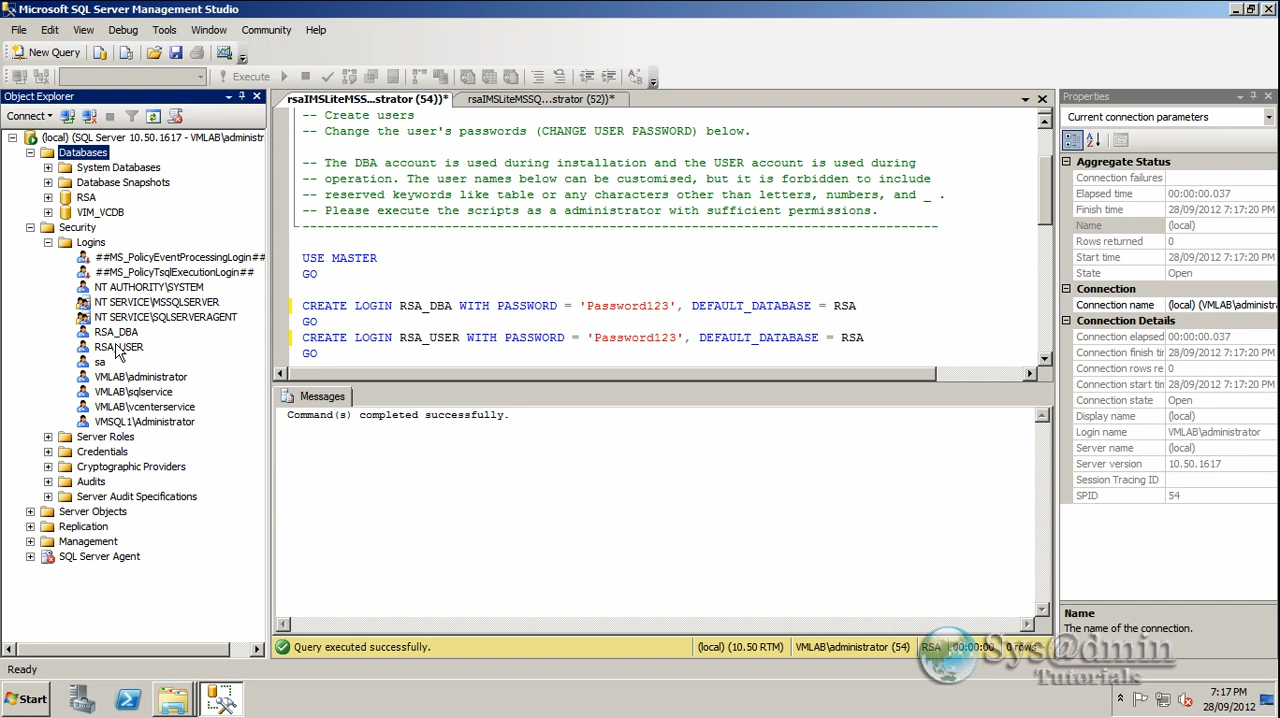 Microsoft SQL Server Management Studio
File Edit View Debug Tools Window Community Help
New Query
Execute
Object Explorer
Connect
(local) (SQL Server 10.50.1617 - VMLAB\administr
Databases
System Databases
Database Snapshots
RSA
VIM_VCDB
Security
Logins
##MS_PolicyEventProcessingLogin##
##MS_PolicyTsqlExecutionLogin##
NT AUTHORITY\SYSTEM
NT SERVICE\MSSQLSERVER
NT SERVICE\SQLSERVERAGENT
RSA_DBA
RSA_USER
sa
VMLAB\administrator
VMLAB\sqlservice
VMLAB\vcenterservice
VMSQL1\Administrator
Server Roles
Credentials
Cryptographic Providers
Audits
Server Audit Specifications
Server Objects
Replication
Management
SQL Server Agent
rsaIMSLiteMSS...strator (54))* rsaIMSLiteMSSQ...strator (52))*
-- Create users
-- Change the user's passwords (CHANGE USER PASSWORD) below.
-- The DBA account is used during installation and the USER account is used during
-- operation. The user names below can be customised, but it is forbidden to include
-- reserved keywords like table or any characters other than letters, numbers, and _ .
-- Please execute the scripts as a administrator with sufficient permissions.
--------------------------------------------------------------------------------
USE MASTER
GO
CREATE LOGIN RSA_DBA WITH PASSWORD = 'Password123', DEFAULT_DATABASE = RSA
GO
CREATE LOGIN RSA_USER WITH PASSWORD = 'Password123', DEFAULT_DATABASE = RSA
GO
Messages
Command(s) completed successfully.
Query executed successfully. (local) (10.50 RTM) VMLAB\administrator (54) RSA 00:00:00 0 rows
Properties
Current connection parameters
Aggregate Status
Connection failures
Elapsed time 00:00:00.037
Finish time 28/09/2012 7:17:20 PM
Name (local)
Rows returned 0
Start time 28/09/2012 7:17:20 PM
State Open
Connection
Connection name (local) (VMLAB\administra
Connection Details
Connection elapsed 00:00:00.037
Connection finish tir 28/09/2012 7:17:20 PM
Connection rows re 0
Connection start tir 28/09/2012 7:17:20 PM
Connection state Open
Display name (local)
Login name VMLAB\administrator
Server name (local)
Server version 10.50.1617
Session Tracing ID
SPID 54
Name
The name of the connection.
Ready
Sys@dmin
Tutorials
Start
7:17 PM
28/09/2012